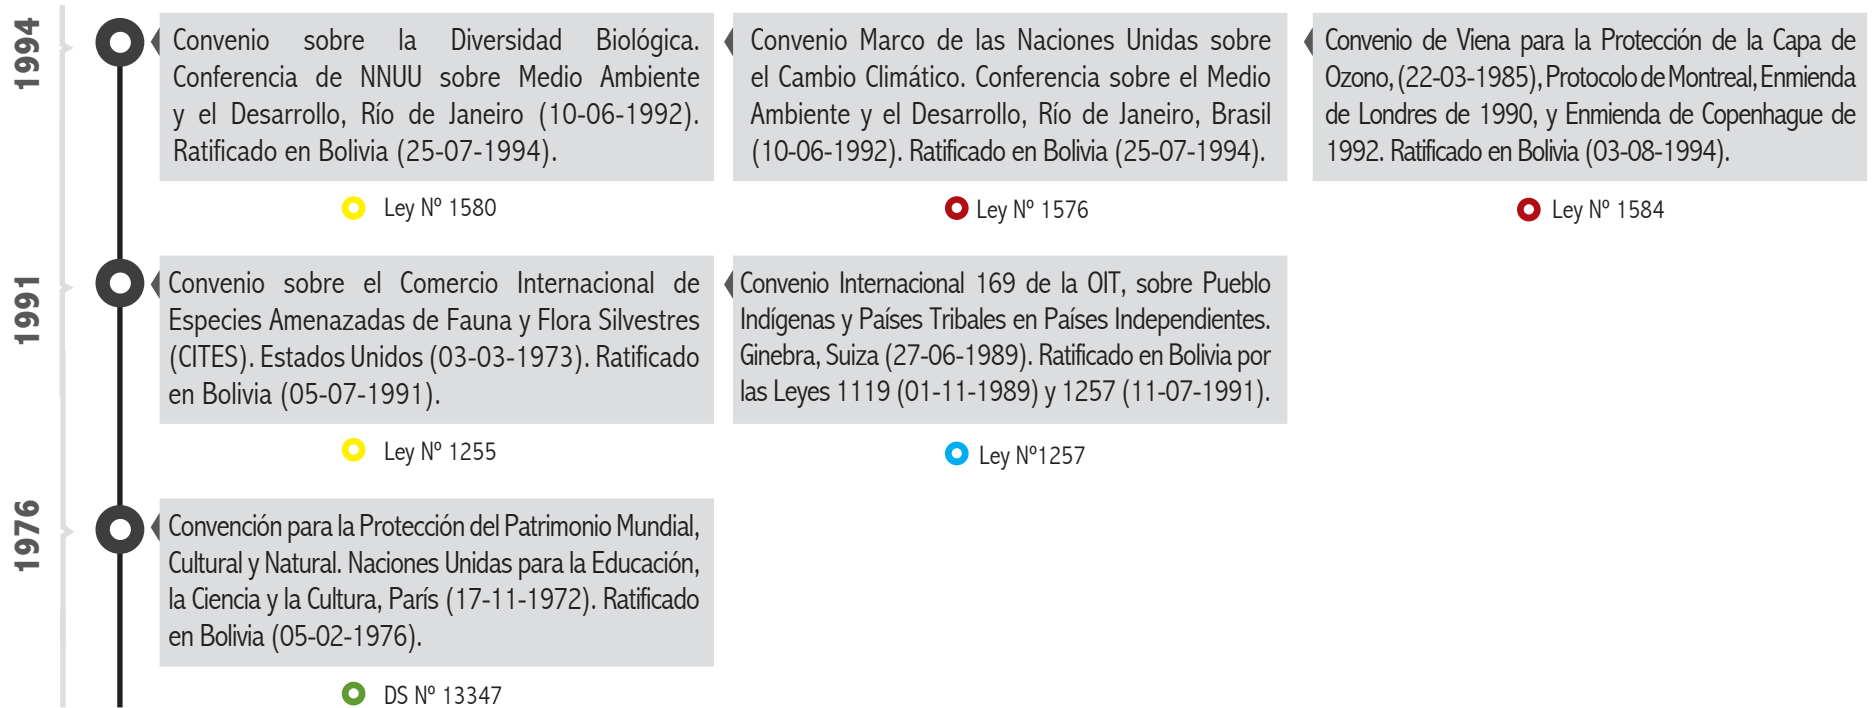 1994
Convenio sobre la Diversidad Biológica.
Conferencia de NNUU sobre Medio Ambiente
y el Desarrollo, Río de Janeiro (10-06-1992).
Ratificado en Bolivia (25-07-1994).
Ley Nº 1580
Convenio Marco de las Naciones Unidas sobre
el Cambio Climático. Conferencia sobre el Medio
Ambiente y el Desarrollo, Río de Janeiro, Brasil
(10-06-1992). Ratificado en Bolivia (25-07-1994).
Ley Nº 1576
Convenio de Viena para la Protección de la Capa de
Ozono, (22-03-1985), Protocolo de Montreal, Enmienda
de Londres de 1990, y Enmienda de Copenhague de
1992. Ratificado en Bolivia (03-08-1994).
Ley Nº 1584
1991
Convenio sobre el Comercio Internacional de
Especies Amenazadas de Fauna y Flora Silvestres
(CITES). Estados Unidos (03-03-1973). Ratificado
en Bolivia (05-07-1991).
Ley Nº 1255
Convenio Internacional 169 de la OIT, sobre Pueblo
Indígenas y Países Tribales en Países Independientes.
Ginebra, Suiza (27-06-1989). Ratificado en Bolivia por
las Leyes 1119 (01-11-1989) y 1257 (11-07-1991).
Ley Nº1257
1976
Convención para la Protección del Patrimonio Mundial,
Cultural y Natural. Naciones Unidas para la Educación,
la Ciencia y la Cultura, París (17-11-1972). Ratificado
en Bolivia (05-02-1976).
DS Nº 13347